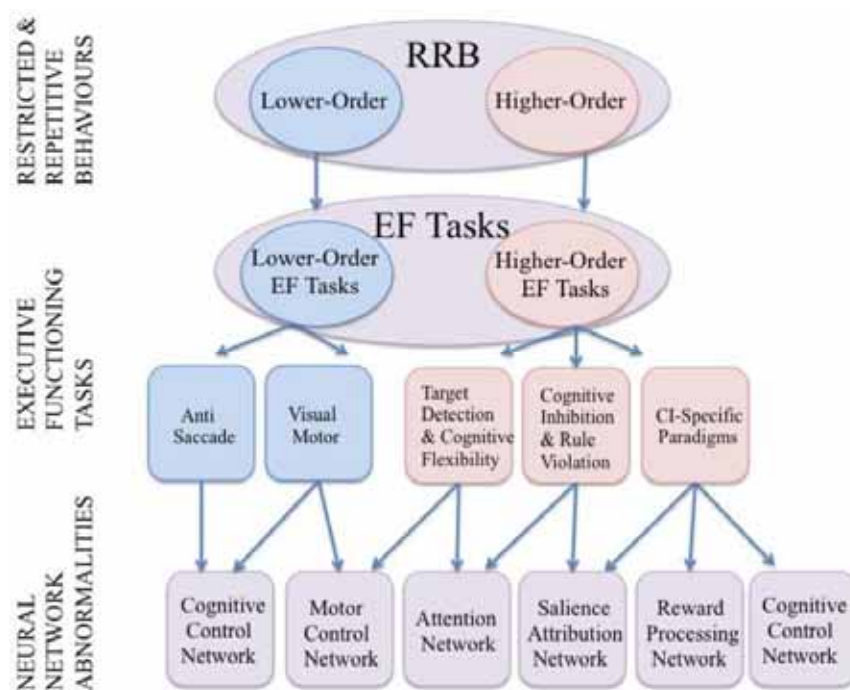 RESTRICTED &
REPETITIVE
BEHAVIOURS
RRB
Lower-Order
Higher-Order
EXECUTIVE
FUNCTIONING
TASKS
EF Tasks
Lower-Order
EF Tasks
Higher-Order
EF Tasks
Anti
Saccade
Visual
Motor
Target
Detection
& Cognitive
Flexibility
Cognitive
Inhibition
& Rule
Violation
CI-Specific
Paradigms
NEURAL
NETWORK
ABNORMALITIES
Cognitive
Control
Network
Motor
Control
Network
Attention
Network
Salience
Attribution
Network
Reward
Processing
Network
Cognitive
Control
Network